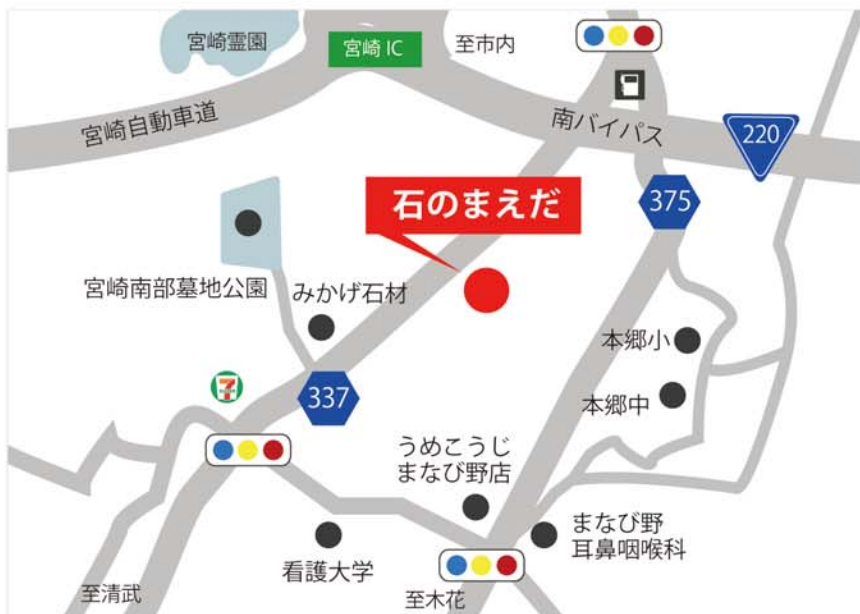 宮崎霊園
宮崎 IC
至市内
宮崎自動車道
南バイパス
220
石のまえだ
375
宮崎南部墓地公園
みかげ石材
本郷小
337
本郷中
うめこうじ
まなび野店
まなび野
耳鼻咽喉科
看護大学
至清武
至木花